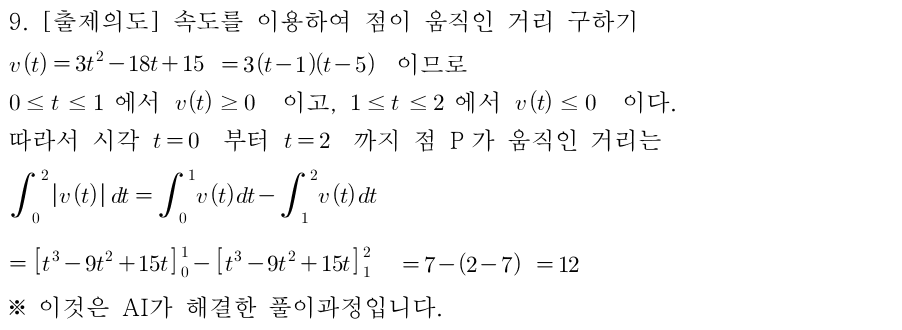 9. [출제의도] 속도를 이용하여 점이 움직인 거리 구하기
v(t) = 3t² − 18t + 15 = 3(t − 1)(t − 5) 이므로
0 ≤ t ≤ 1 에서 v(t) ≥ 0 이고, 1 ≤ t ≤ 2 에서 v(t) ≤ 0 이다.
따라서 시각 t = 0 부터 t = 2 까지 점 P 가 움직인 거리는
∫₀² |v(t)| dt = ∫₀¹ v(t)dt − ∫₁² v(t)dt
= [t³ − 9t² + 15t]₀¹ − [t³ − 9t² + 15t]₁² = 7 − (2 − 7) = 12
※ 이것은 AI가 해결한 풀이과정입니다.